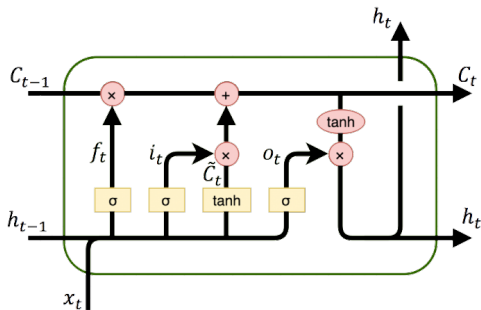 h_t
C_{t-1} × + C_t
tanh
f_t i_t × o_t ×
C̃_t
σ σ tanh σ
h_{t-1} h_t
x_t